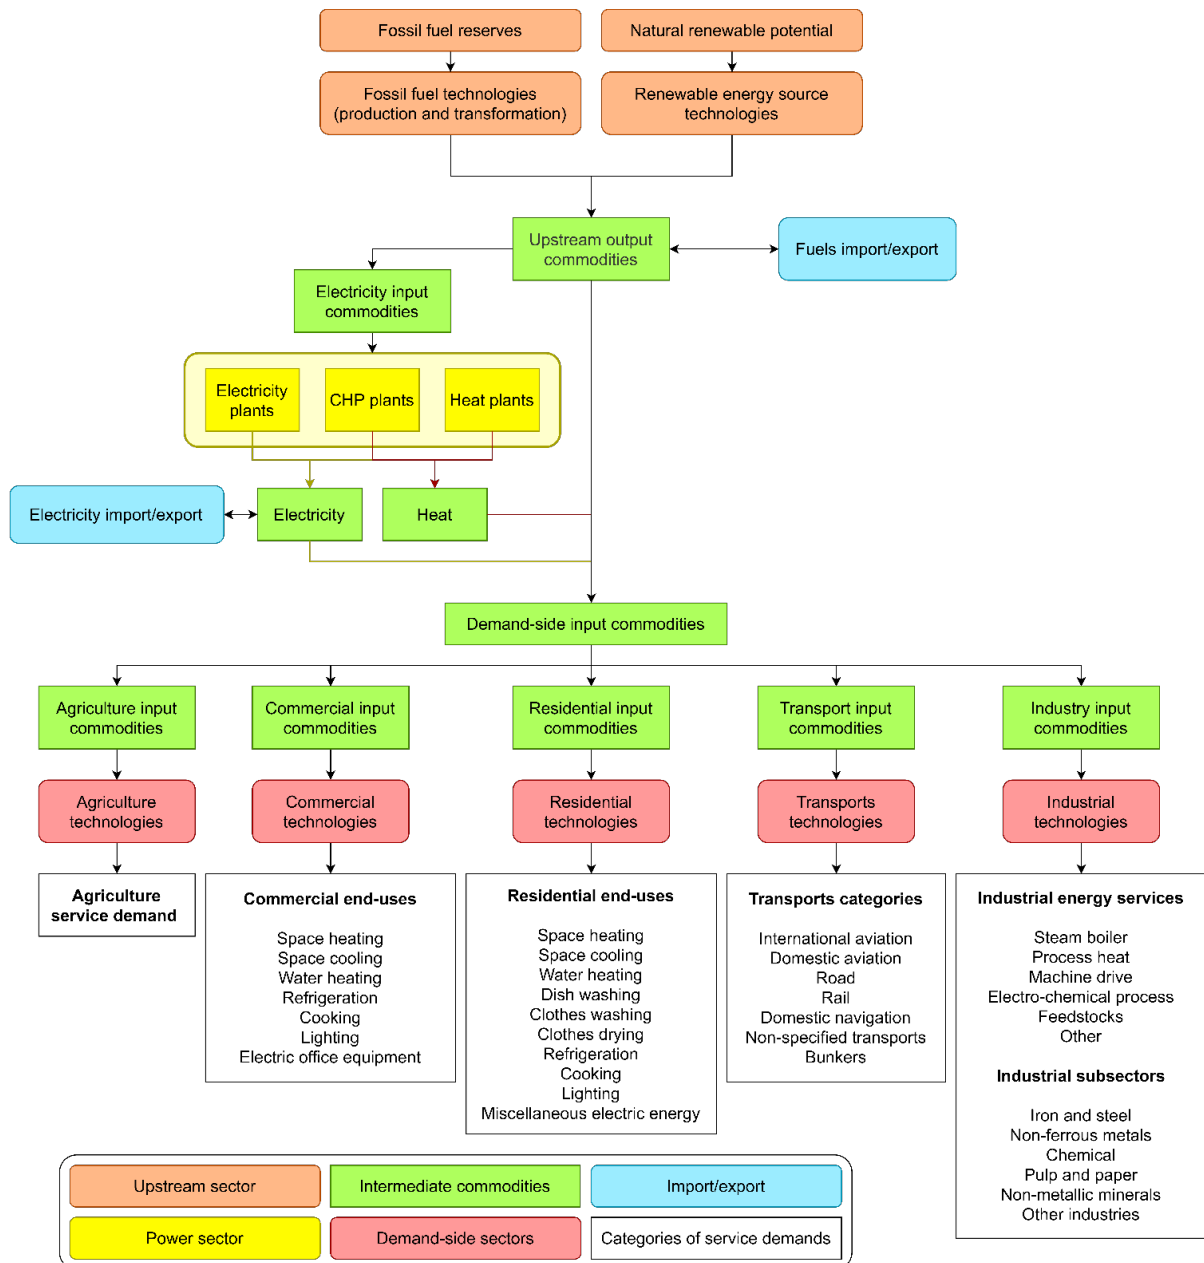 Fossil fuel reserves
Natural renewable potential
Fossil fuel technologies
(production and transformation)
Renewable energy source
technologies
Upstream output
commodities
Fuels import/export
Electricity input
commodities
Electricity
plants
CHP plants
Heat plants
Electricity import/export
Electricity
Heat
Demand-side input commodities
Agriculture input
commodities
Commercial input
commodities
Residential input
commodities
Transport input
commodities
Industry input
commodities
Agriculture
technologies
Commercial
technologies
Residential
technologies
Transports
technologies
Industrial
technologies
Agriculture
service demand
Commercial end-uses
Space heating
Space cooling
Water heating
Refrigeration
Cooking
Lighting
Electric office equipment
Residential end-uses
Space heating
Space cooling
Water heating
Dish washing
Clothes washing
Clothes drying
Refrigeration
Cooking
Lighting
Miscellaneous electric energy
Transports categories
International aviation
Domestic aviation
Road
Rail
Domestic navigation
Non-specified transports
Bunkers
Industrial energy services
Steam boiler
Process heat
Machine drive
Electro-chemical process
Feedstocks
Other
Industrial subsectors
Iron and steel
Non-ferrous metals
Chemical
Pulp and paper
Non-metallic minerals
Other industries
Upstream sector
Intermediate commodities
Import/export
Power sector
Demand-side sectors
Categories of service demands